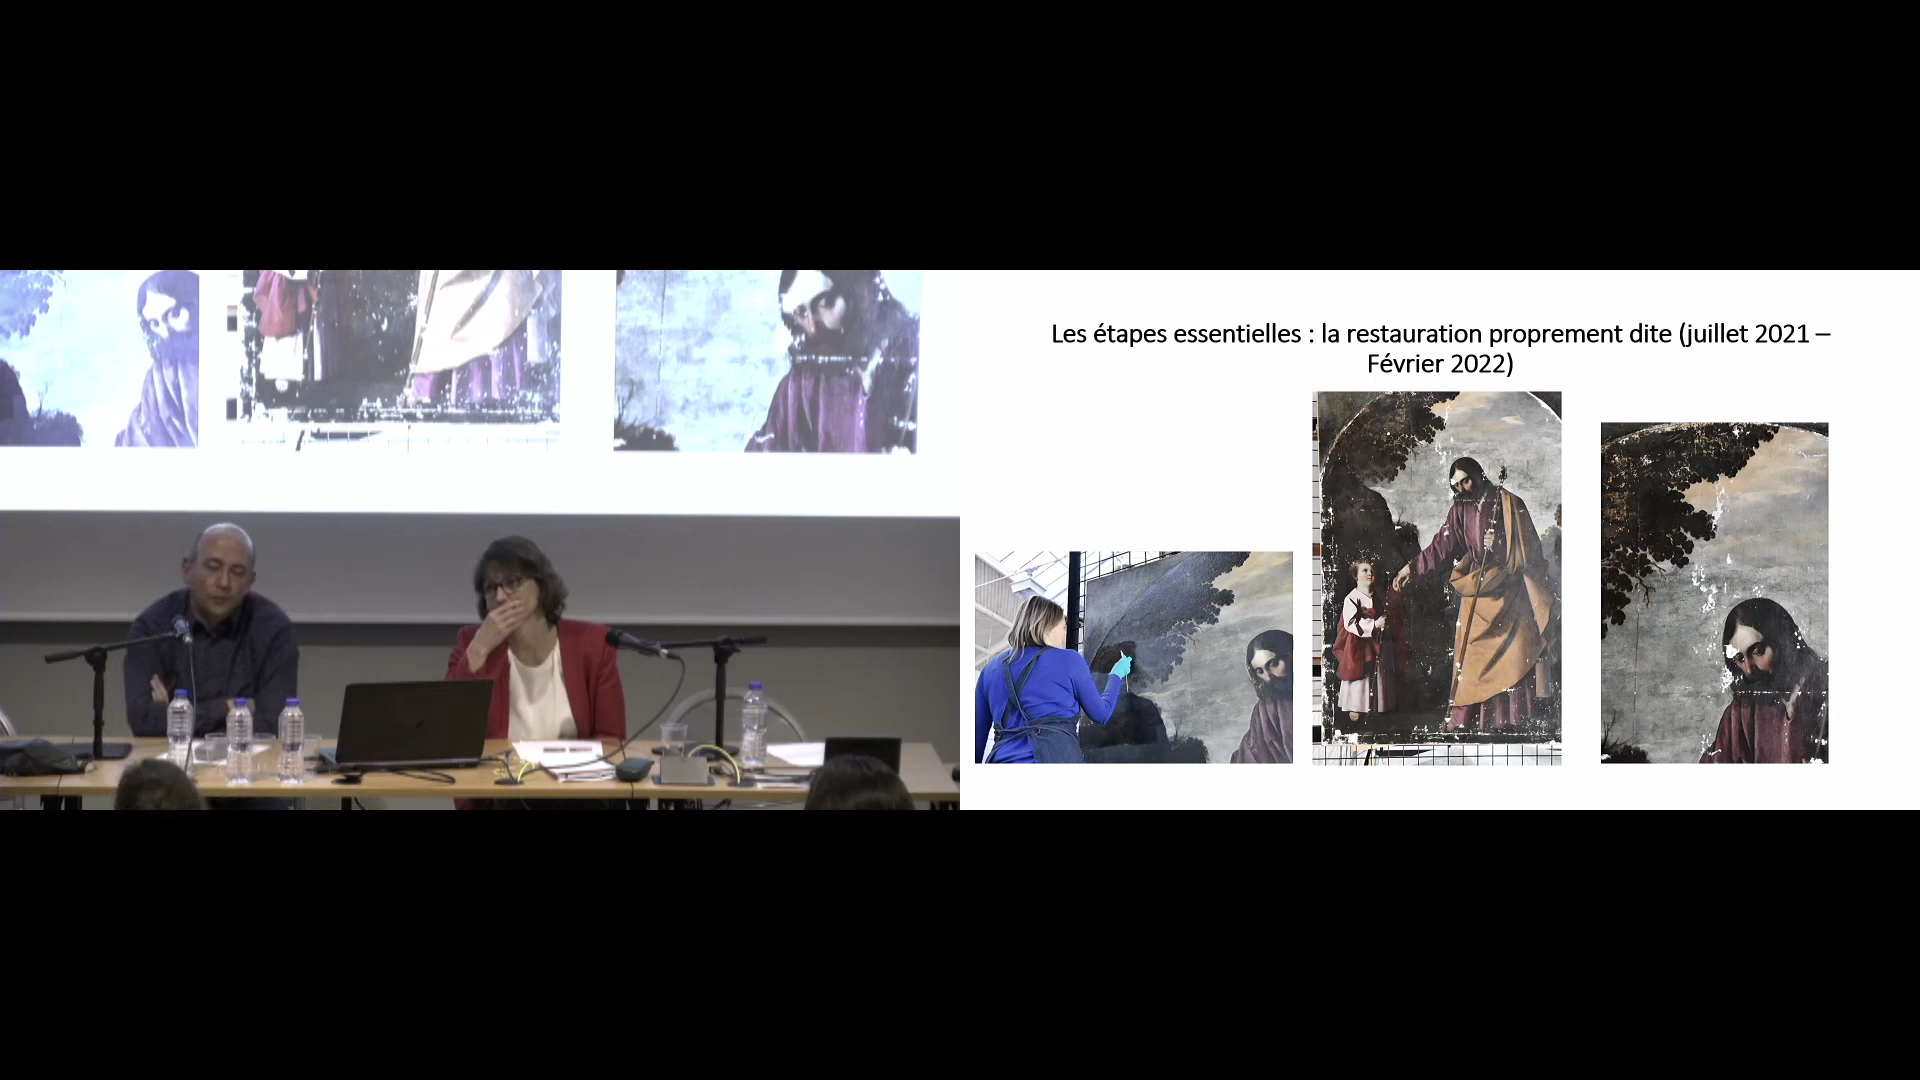 Les étapes essentielles : la restauration proprement dite (juillet 2021 –
Février 2022)